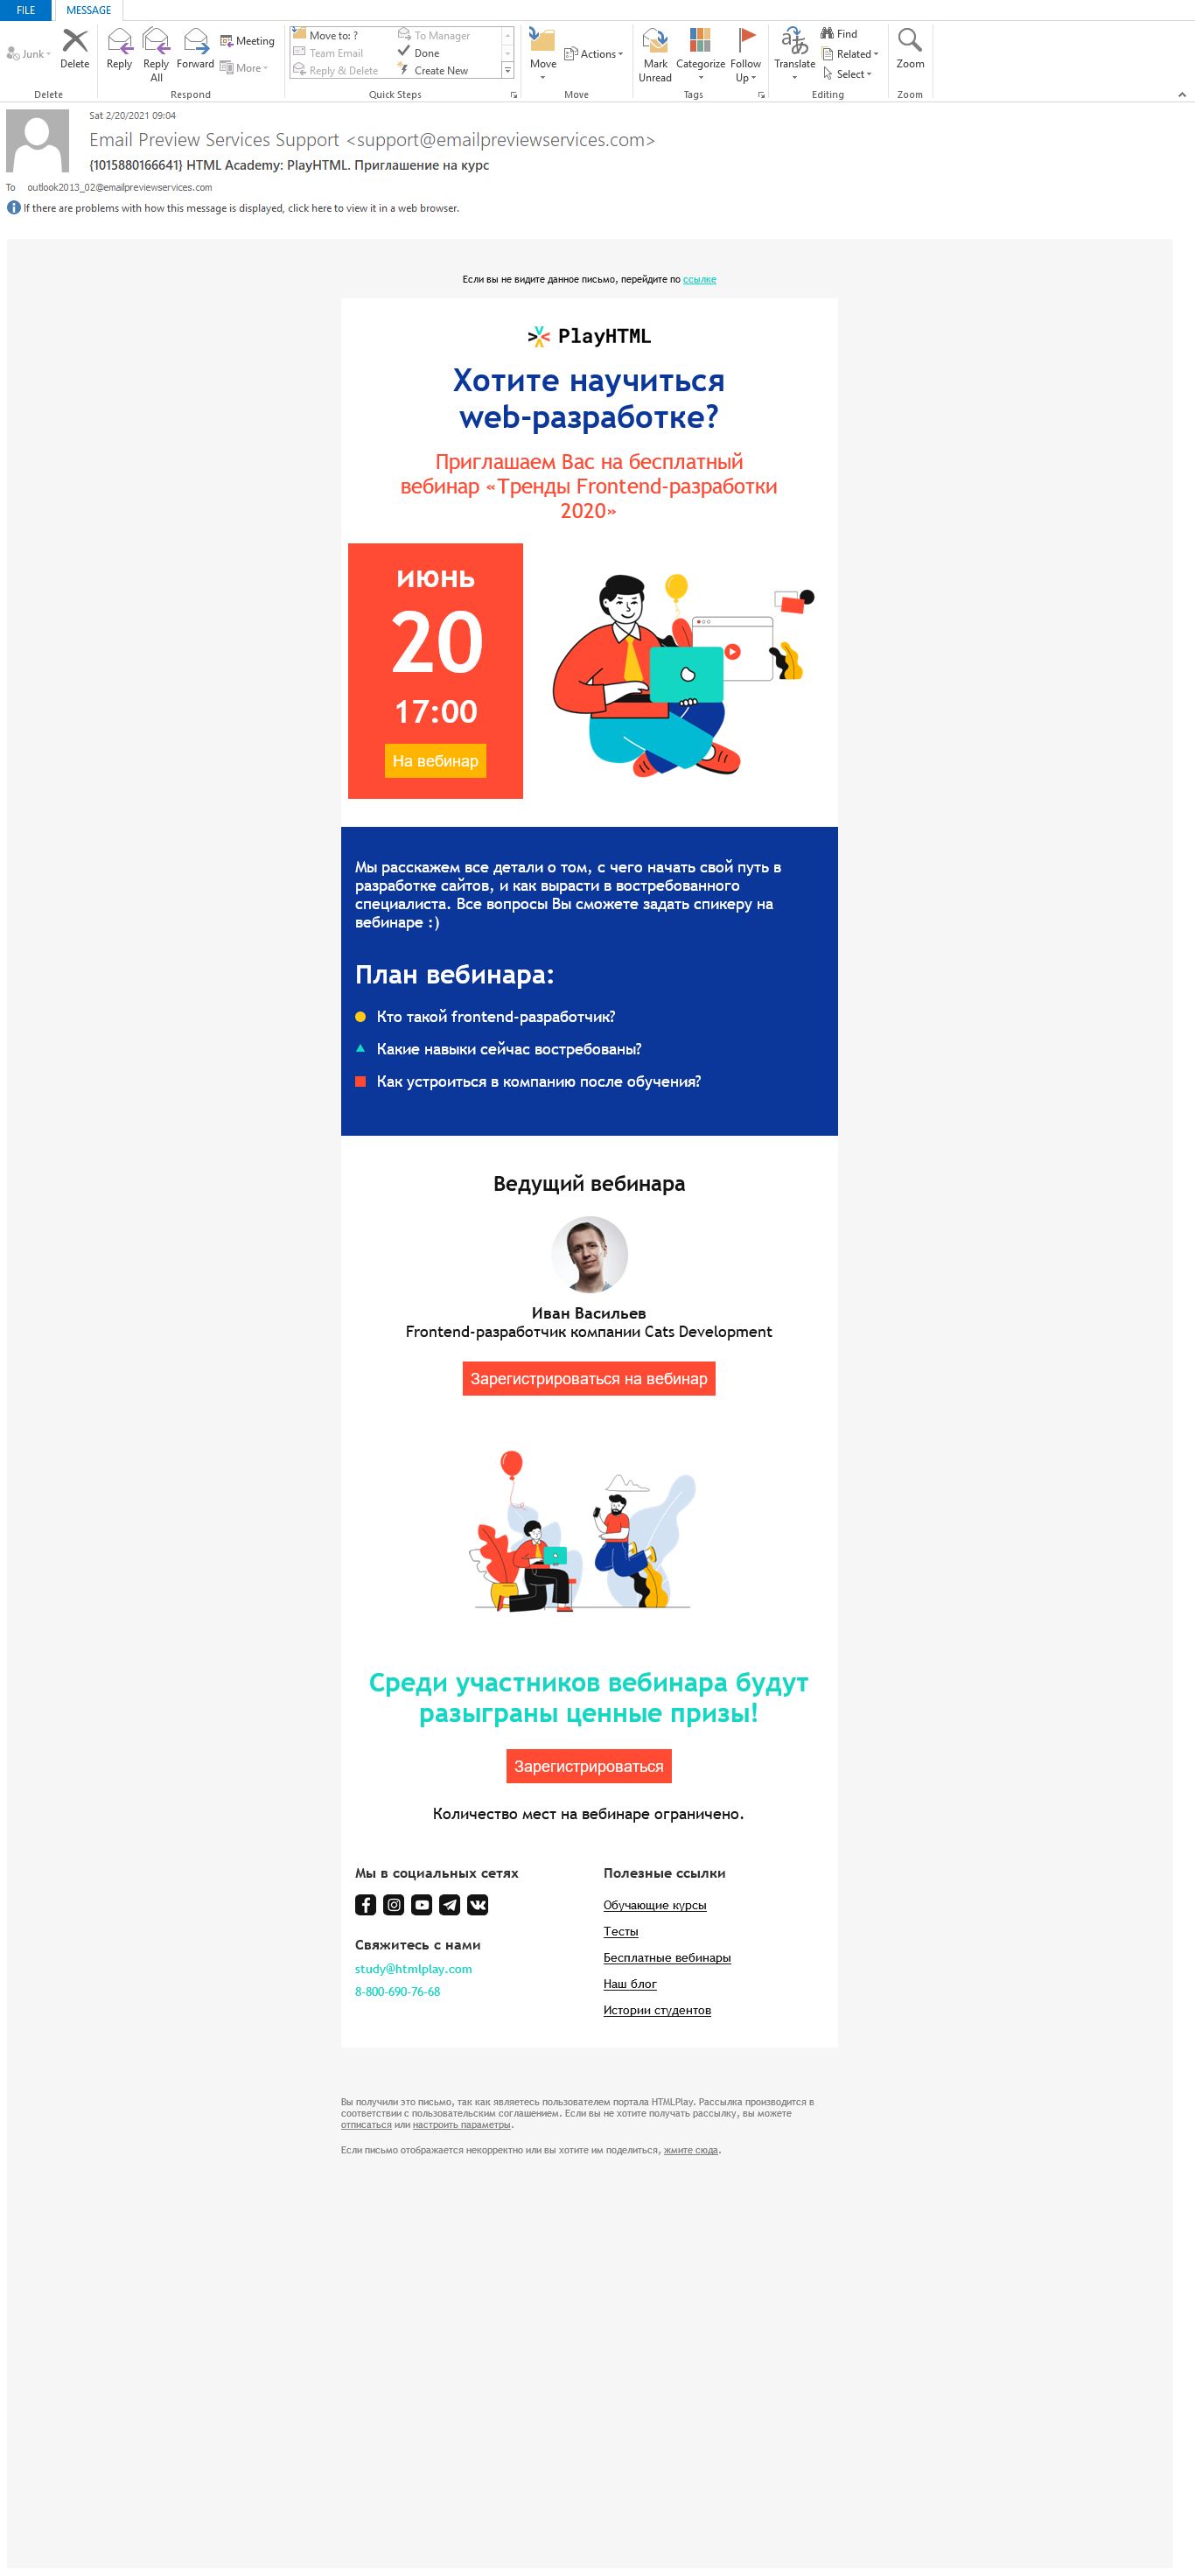 FILE MESSAGE
Junk Delete Reply Reply All Forward Meeting More
Move to: ? To Manager
Team Email Done
Reply & Delete Create New
Move Actions Mark Unread Categorize Follow Up Translate Find Related Select Zoom
Delete Respond Quick Steps Move Tags Editing Zoom
Sat 2/20/2021 09:04
Email Preview Services Support <support@emailpreviewservices.com>
{1015880166641} HTML Academy: PlayHTML. Приглашение на курс
To outlook2013_02@emailpreviewservices.com
If there are problems with how this message is displayed, click here to view it in a web browser.
Если вы не видите данное письмо, перейдите по ссылке
PlayHTML
Хотите научиться
web-разработке?
Приглашаем Вас на бесплатный
вебинар «Тренды Frontend-разработки
2020»
июнь
20
17:00
На вебинар
Мы расскажем все детали о том, с чего начать свой путь в
разработке сайтов, и как вырасти в востребованного
специалиста. Все вопросы Вы сможете задать спикеру на
вебинаре :)
План вебинара:
Кто такой frontend-разработчик?
Какие навыки сейчас востребованы?
Как устроиться в компанию после обучения?
Ведущий вебинара
Иван Васильев
Frontend-разработчик компании Cats Development
Зарегистрироваться на вебинар
Среди участников вебинара будут
разыграны ценные призы!
Зарегистрироваться
Количество мест на вебинаре ограничено.
Мы в социальных сетях
Свяжитесь с нами
study@htmlplay.com
8-800-690-76-68
Полезные ссылки
Обучающие курсы
Тесты
Бесплатные вебинары
Наш блог
Истории студентов
Вы получили это письмо, так как являетесь пользователем портала HTMLPlay. Рассылка производится в
соответствии с пользовательским соглашением. Если вы не хотите получать рассылку, вы можете
отписаться или настроить параметры.
Если письмо отображается некорректно или вы хотите им поделиться, жмите сюда.